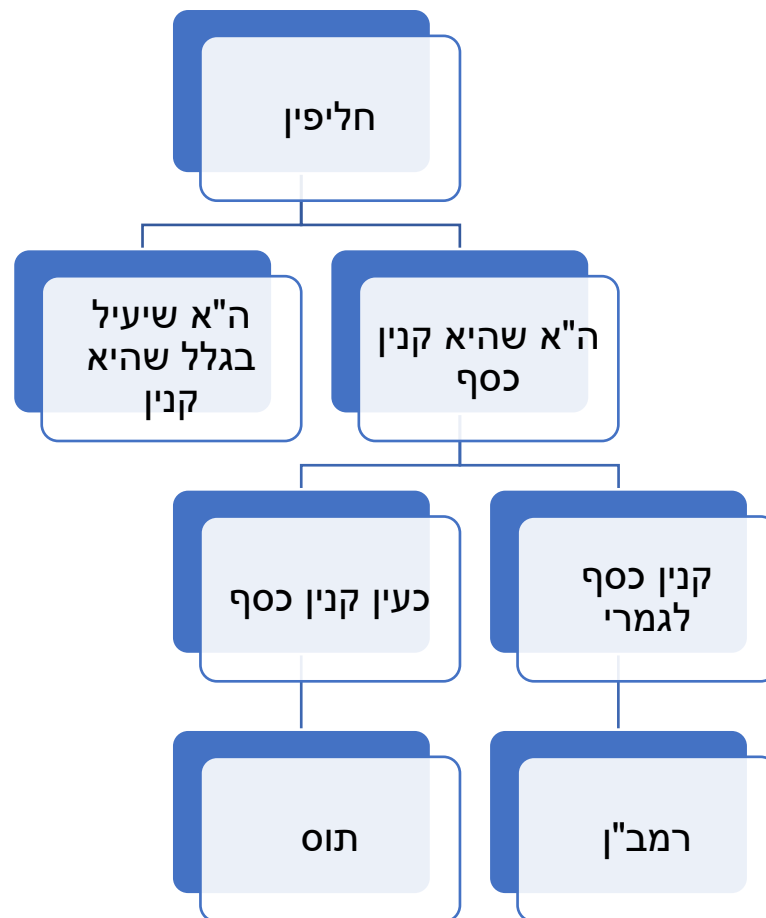 חליפין
ה"א שהיא קנין
כסף
ה"א שיעיל
בגלל שהיא
קנין
קנין כסף
לגמרי
כעין קנין כסף
רמב"ן
תוס